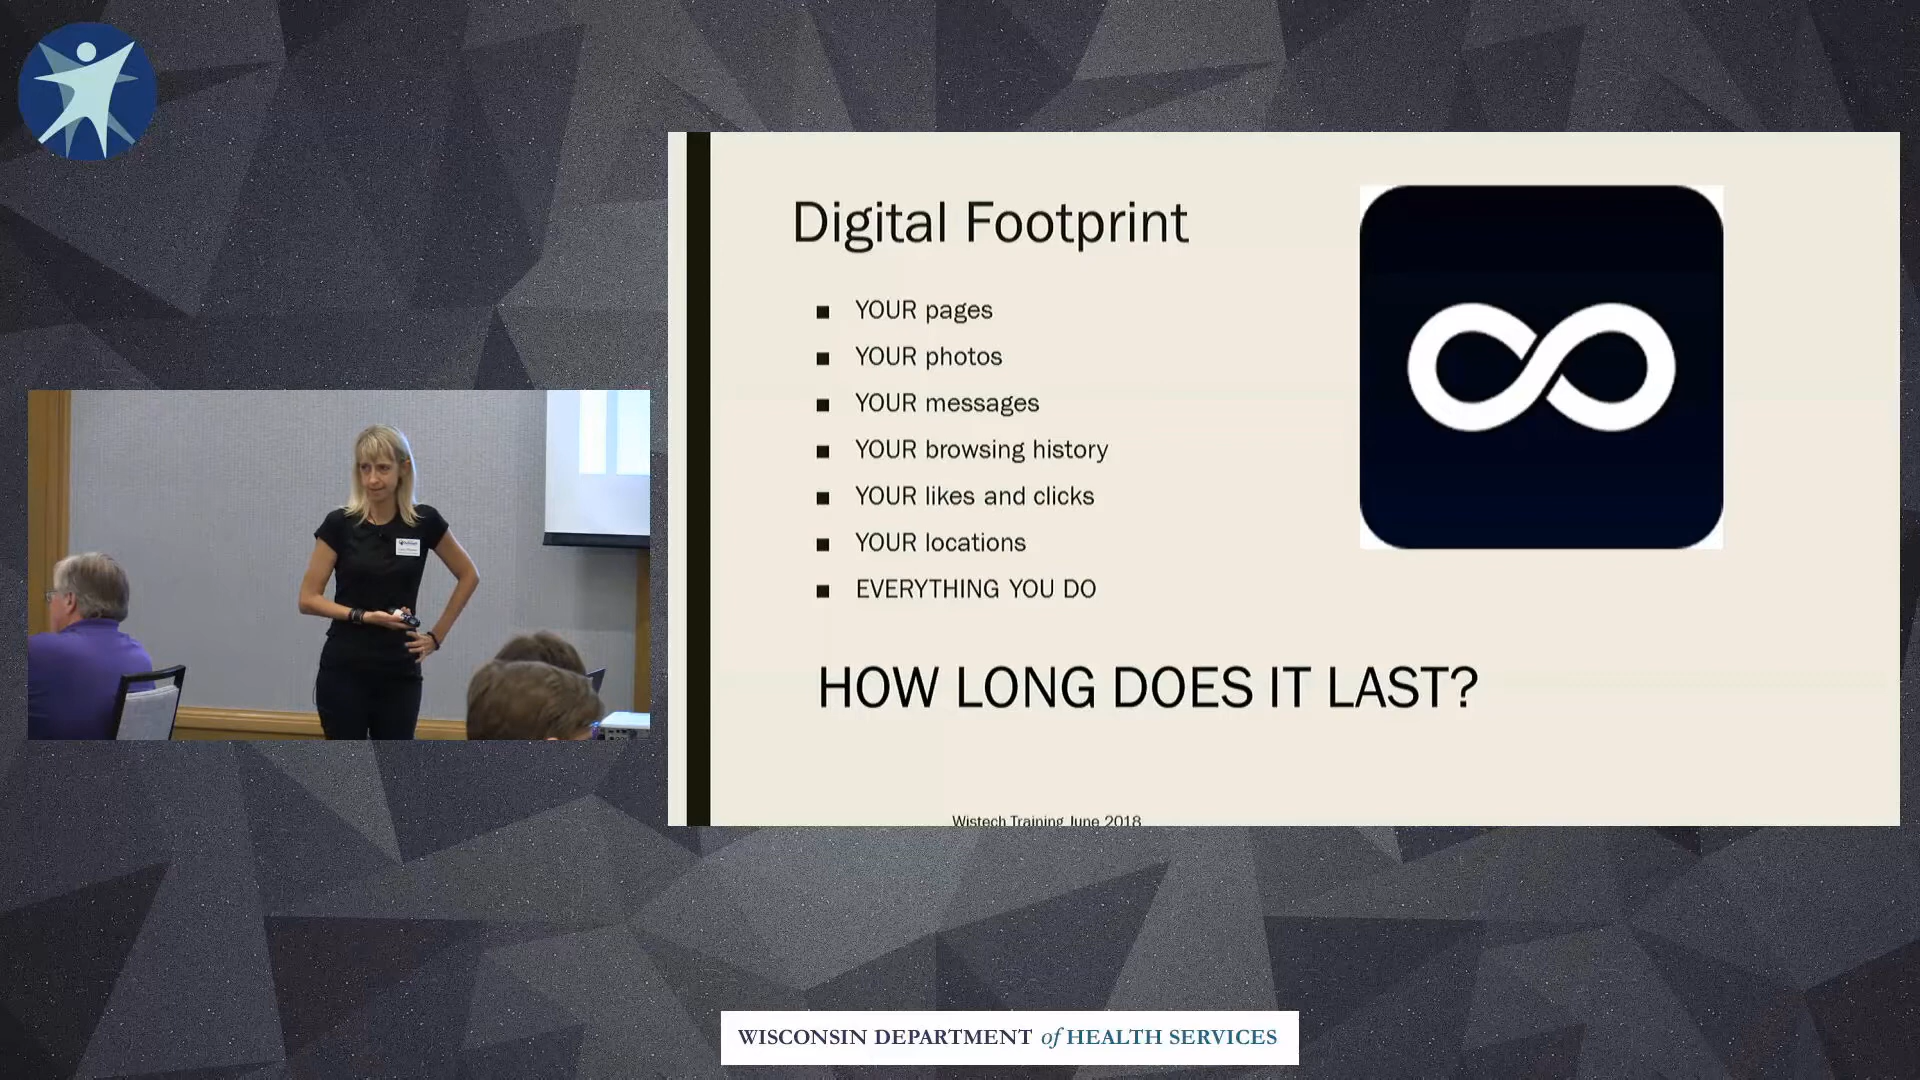 Digital Footprint
YOUR pages
YOUR photos
YOUR messages
YOUR browsing history
YOUR likes and clicks
YOUR locations
EVERYTHING YOU DO
HOW LONG DOES IT LAST?
Wistech Training June 2018
WISCONSIN DEPARTMENT of HEALTH SERVICES